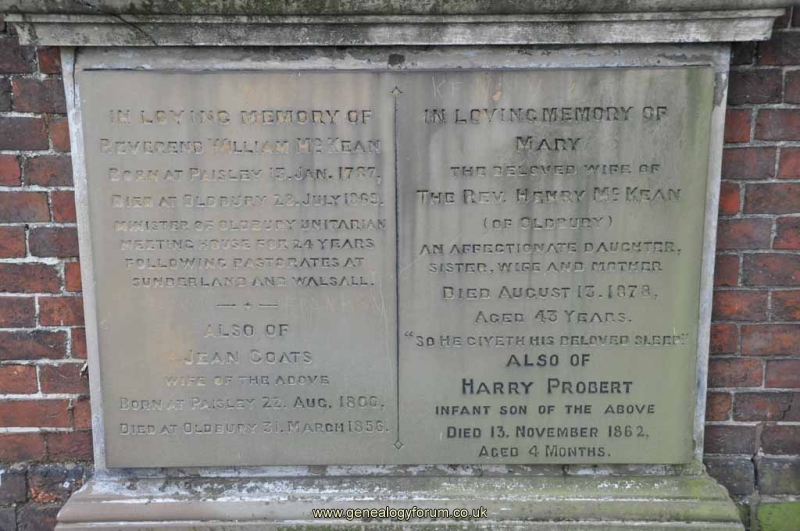 IN LOVING MEMORY OF
REVEREND WILLIAM McKEAN
BORN AT PAISLEY 13. JAN. 1787,
DIED AT OLDBURY 28. JULY 1869.
MINISTER OF OLDBURY UNITARIAN
MEETING HOUSE FOR 24 YEARS
FOLLOWING PASTORATES AT
SUNDERLAND AND WALSALL.
ALSO OF
JEAN COATS
WIFE OF THE ABOVE
BORN AT PAISLEY 22. AUG. 1800,
DIED AT OLDBURY 31. MARCH 1856.
IN LOVING MEMORY OF
MARY
THE BELOVED WIFE OF
THE REV. HENRY McKEAN
(OF OLDBURY)
AN AFFECTIONATE DAUGHTER,
SISTER, WIFE AND MOTHER
DIED AUGUST 13. 1878,
AGED 43 YEARS.
"SO HE GIVETH HIS BELOVED SLEEP"
ALSO OF
HARRY PROBERT
INFANT SON OF THE ABOVE
DIED 13. NOVEMBER 1862,
AGED 4 MONTHS.
www.genealogyforum.co.uk